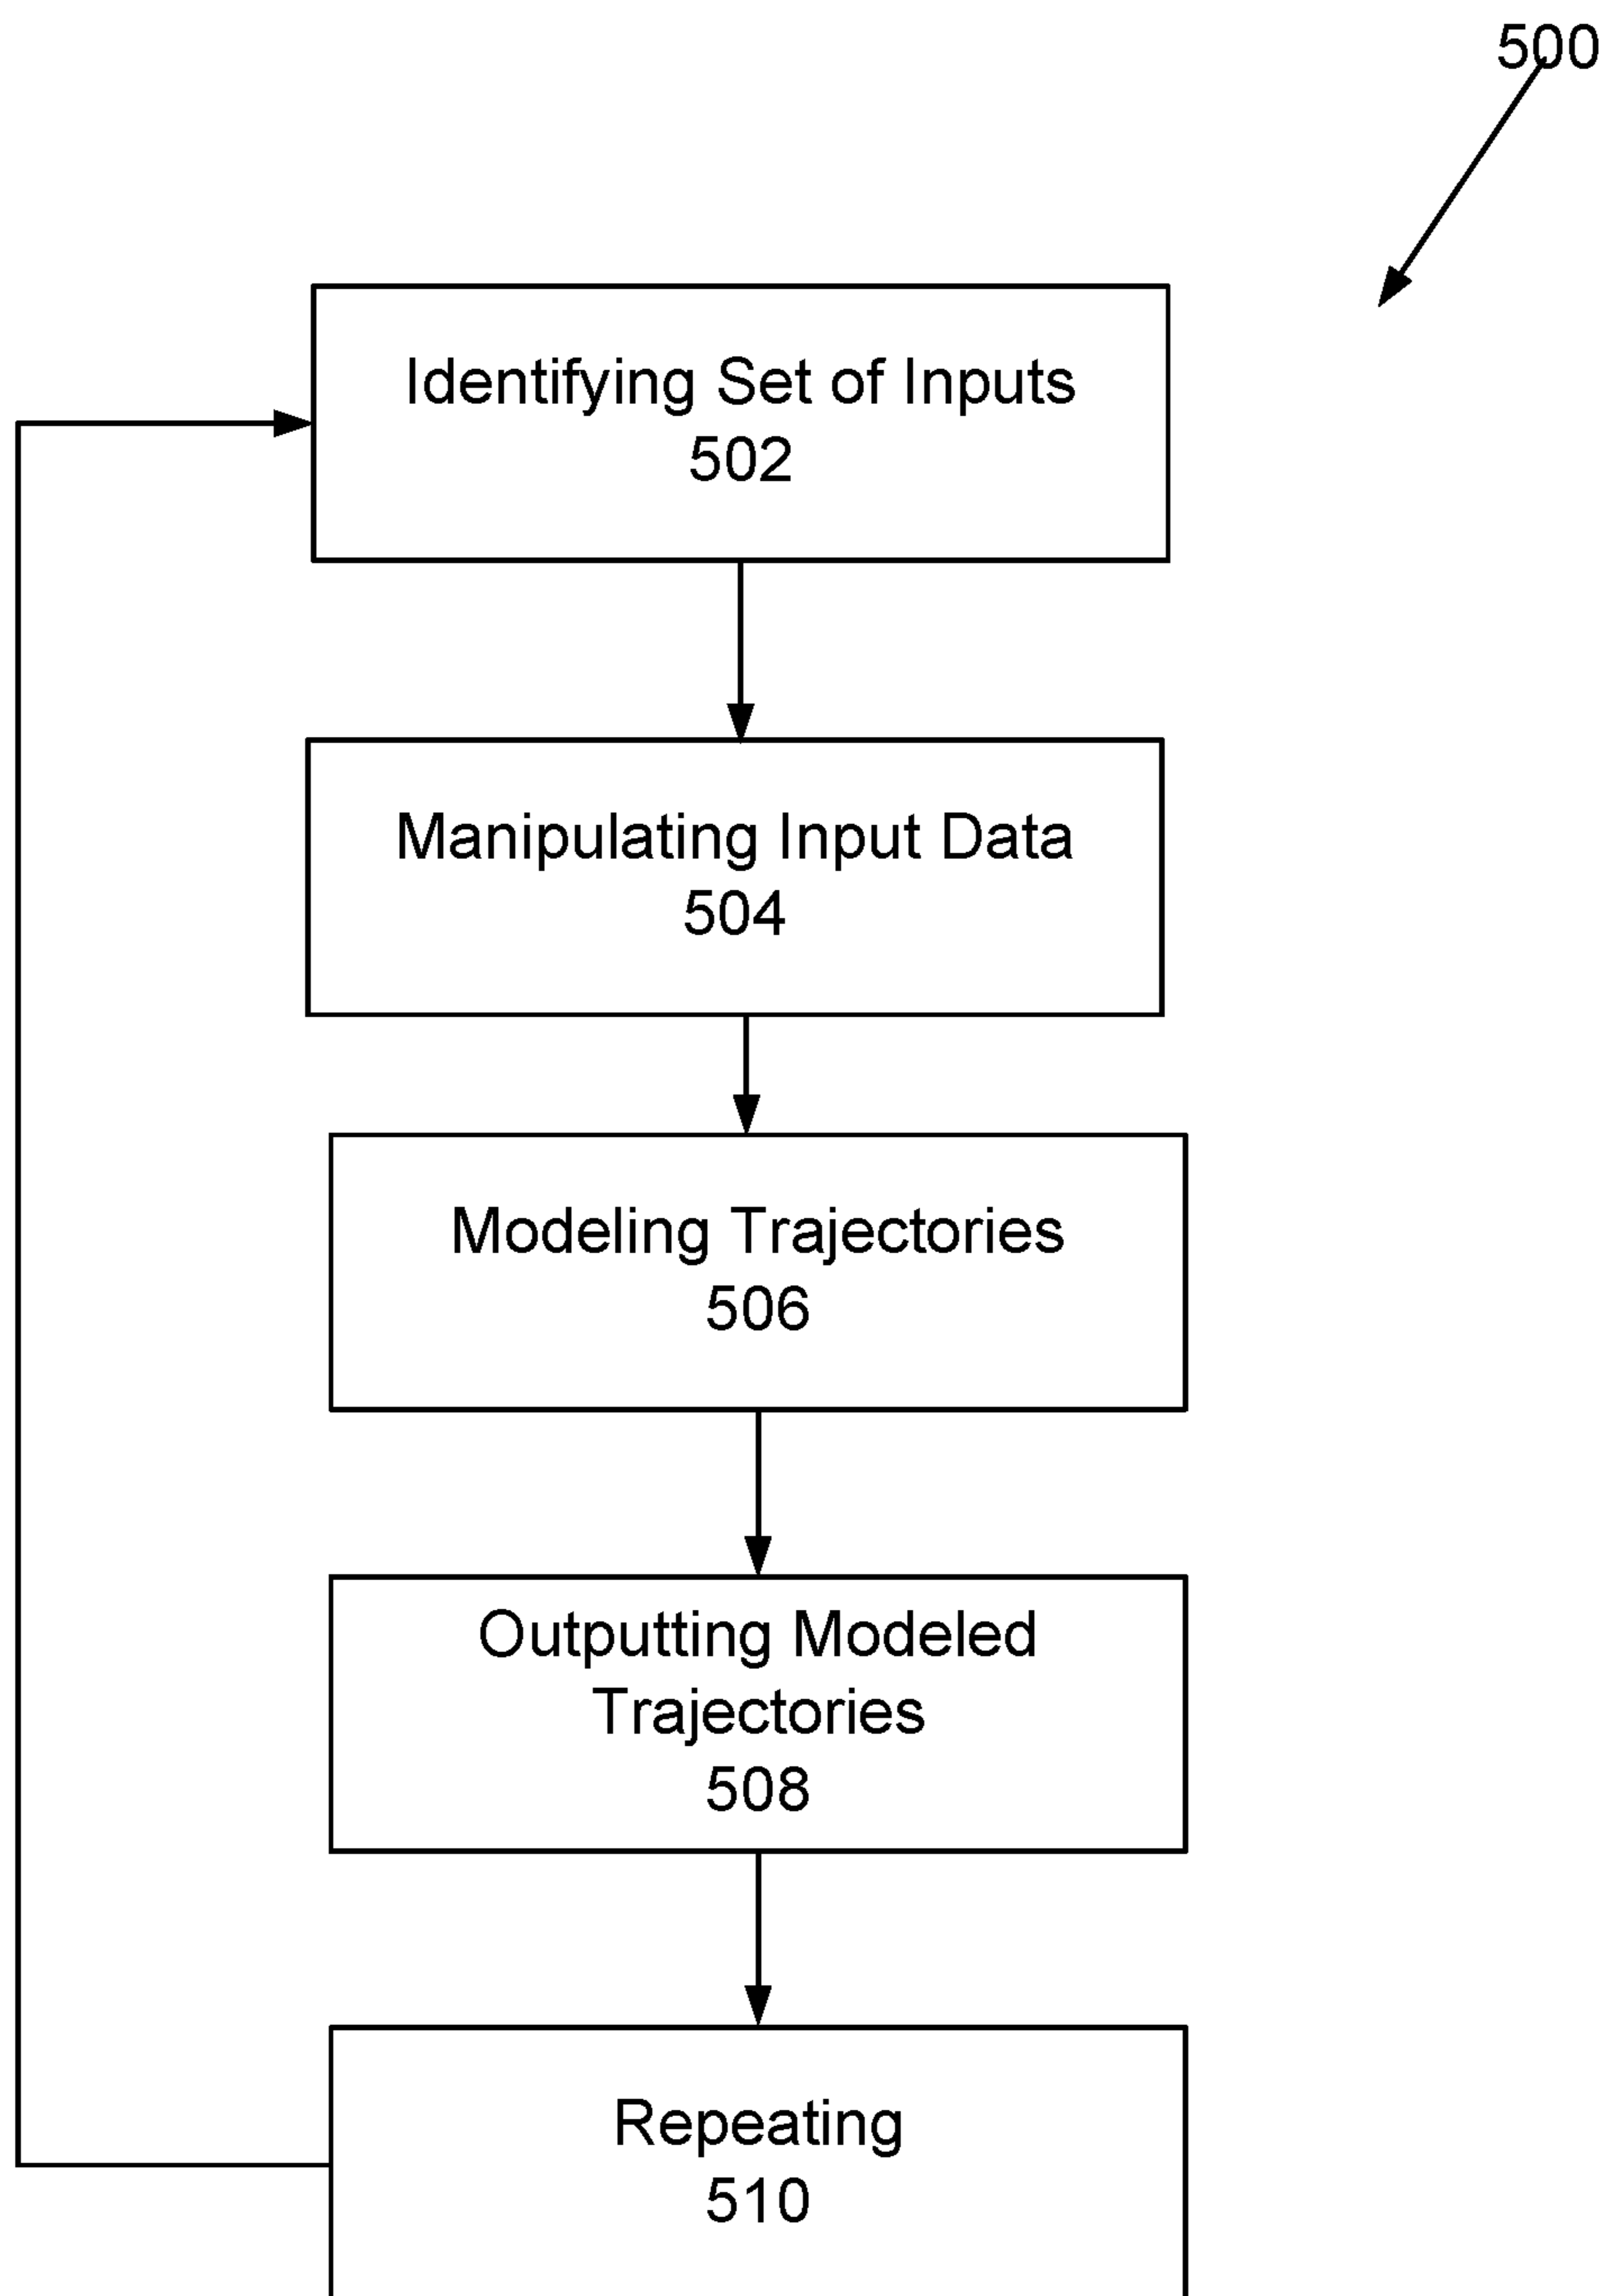 500
Identifying Set of Inputs
502
Manipulating Input Data
504
Modeling Trajectories
506
Outputting Modeled
Trajectories
508
Repeating
510